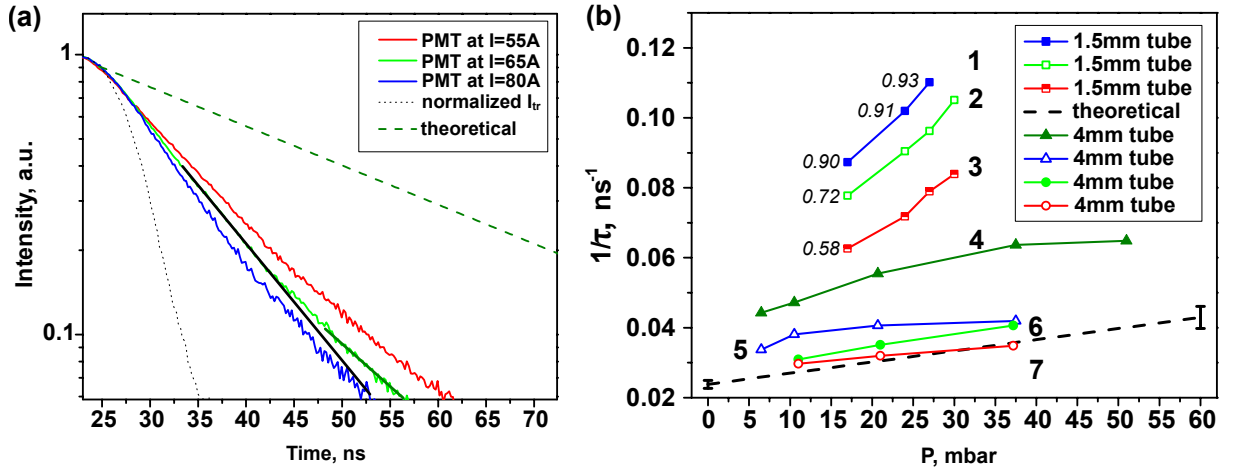 (a)
Intensity, a.u.
1
0.1
PMT at I=55A
PMT at I=65A
PMT at I=80A
normalized Itr
theoretical
25 30 35 40 45 50 55 60 65 70
Time, ns
(b)
1/τ, ns-1
0.12
0.10
0.08
0.06
0.04
0.02
0.93
0.91
0.90
0.72
0.58
1
2
3
4
5
6
7
1.5mm tube
1.5mm tube
1.5mm tube
theoretical
4mm tube
4mm tube
4mm tube
4mm tube
0 5 10 15 20 25 30 35 40 45 50 55 60
P, mbar